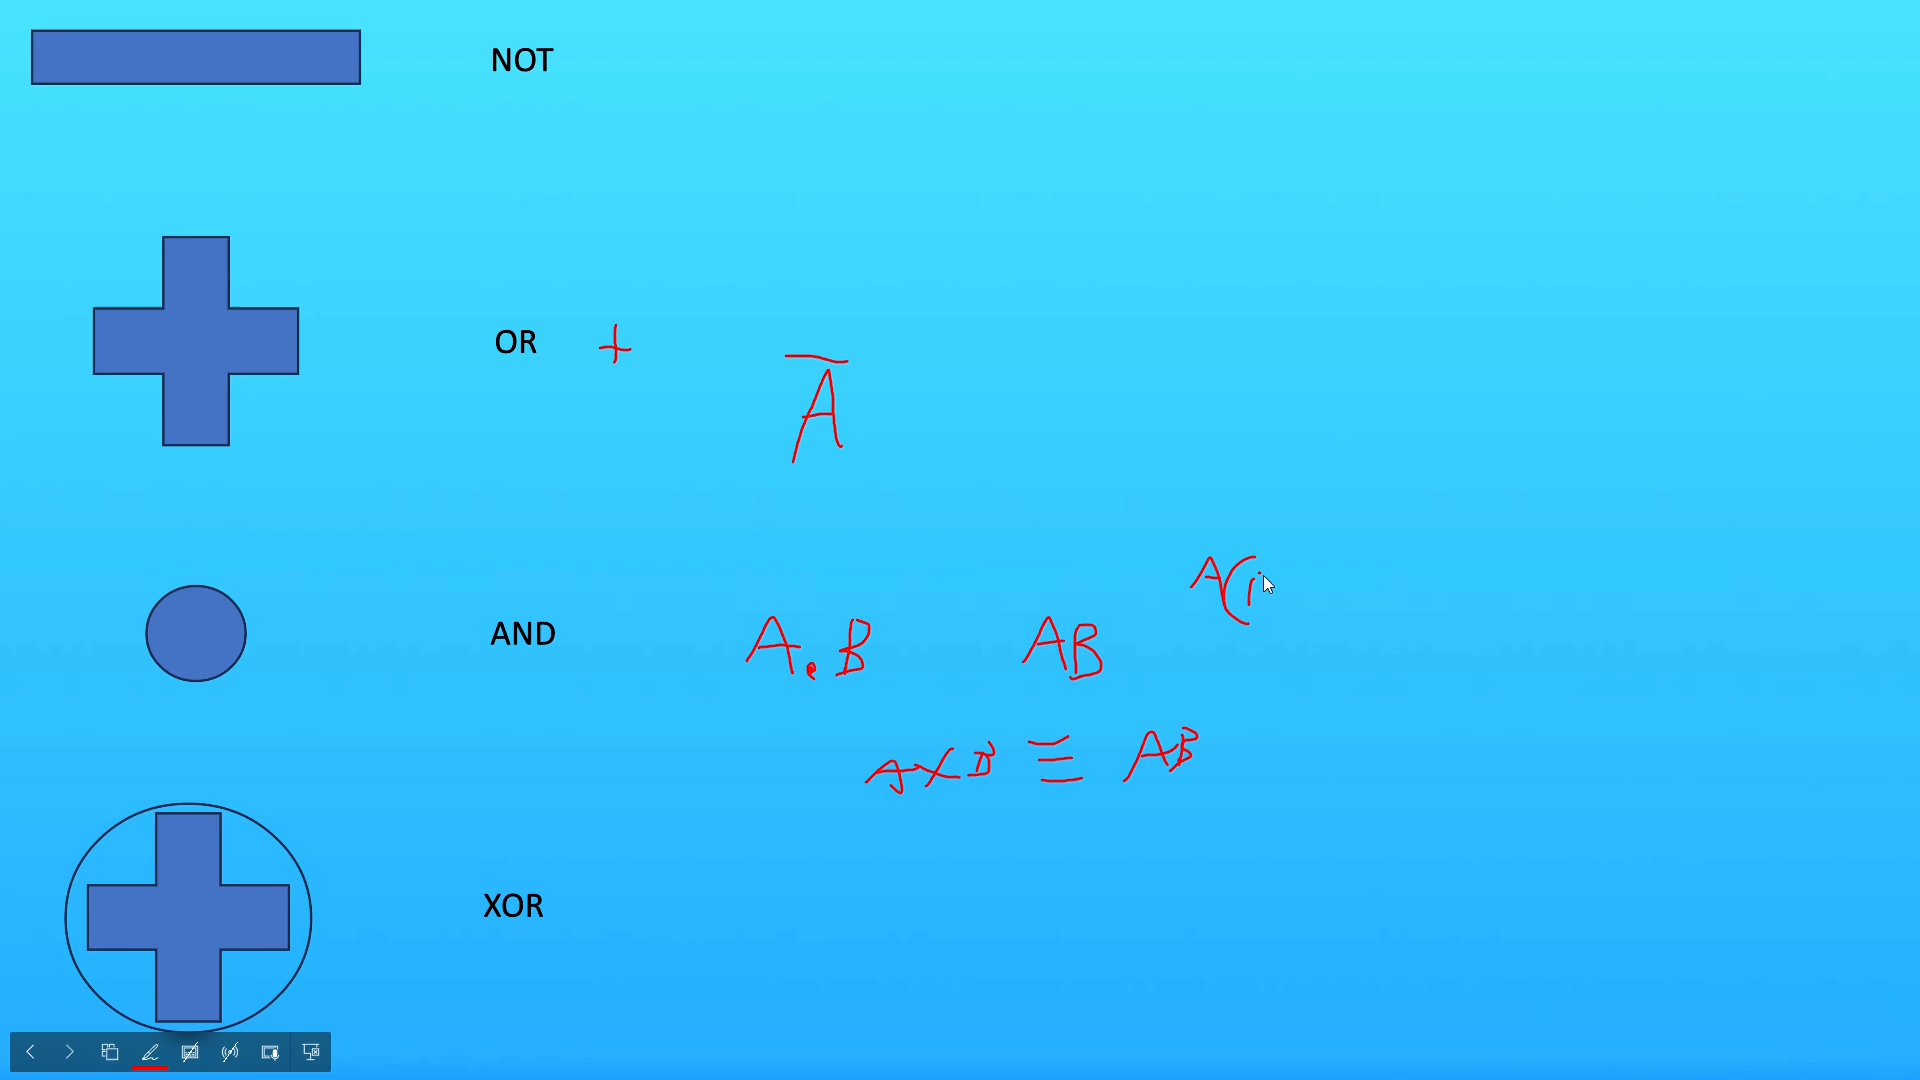 NOT
OR +
A̅
A(
AND A.B AB
A×B ≡ AB
XOR